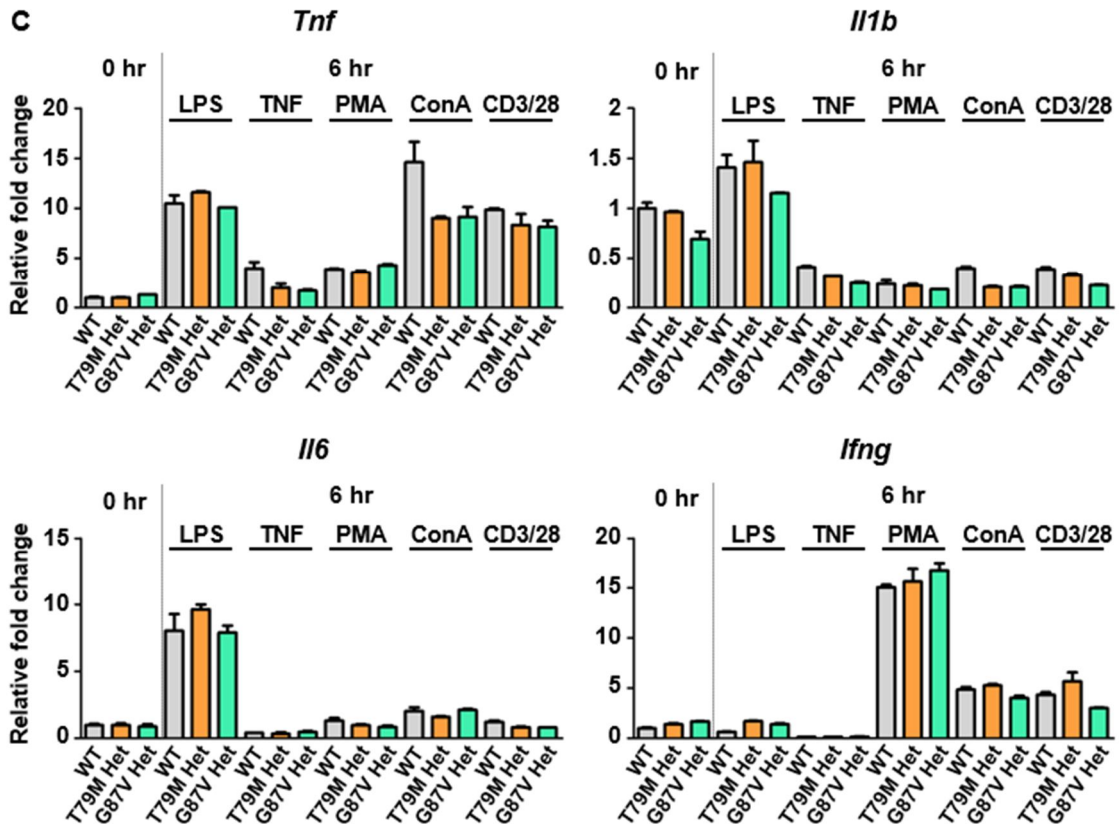 C
Tnf
0 hr
6 hr
LPS TNF PMA ConA CD3/28
Relative fold change
20
15
10
5
0
WT T79M Het G87V Het WT T79M Het G87V Het WT T79M Het G87V Het WT T79M Het G87V Het WT T79M Het G87V Het WT T79M Het G87V Het
Il1b
0 hr
6 hr
LPS TNF PMA ConA CD3/28
2
1.5
1
0.5
0
WT T79M Het G87V Het WT T79M Het G87V Het WT T79M Het G87V Het WT T79M Het G87V Het WT T79M Het G87V Het WT T79M Het G87V Het
Il6
0 hr
6 hr
LPS TNF PMA ConA CD3/28
Relative fold change
15
10
5
0
WT T79M Het G87V Het WT T79M Het G87V Het WT T79M Het G87V Het WT T79M Het G87V Het WT T79M Het G87V Het WT T79M Het G87V Het
Ifng
0 hr
6 hr
LPS TNF PMA ConA CD3/28
20
15
10
5
0
WT T79M Het G87V Het WT T79M Het G87V Het WT T79M Het G87V Het WT T79M Het G87V Het WT T79M Het G87V Het WT T79M Het G87V Het